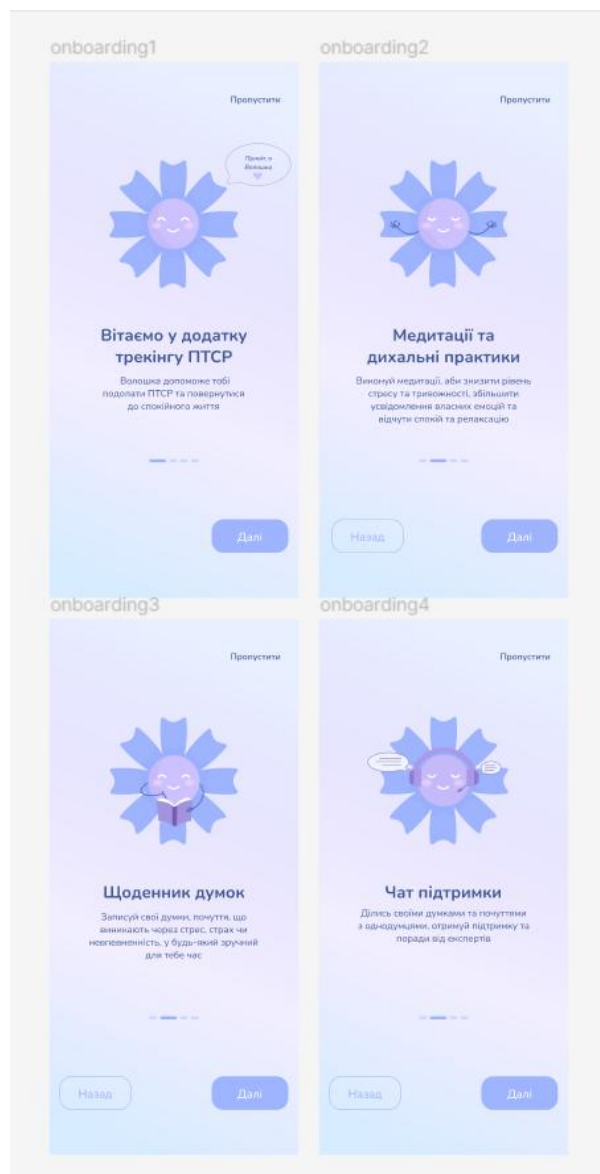 onboarding1
Пропустити
Привіт, я
Волошка
Вітаємо у додатку
трекінгу ПТСР
Волошка допоможе тобі
подолати ПТСР та повернутися
до спокійного життя
Далі
onboarding2
Пропустити
Медитації та
дихальні практики
Виконуй медитації, аби знизити рівень
стресу та тривожності, збільшити
усвідомлення власних емоцій та
відчути спокій та релаксацію
Назад
Далі
onboarding3
Пропустити
Щоденник думок
Записуй свої думки, почуття, що
виникають через стрес, страх чи
невпевненність, у будь-який зручний
для тебе час
Назад
Далі
onboarding4
Пропустити
Чат підтримки
Ділись своїми думками та почуттями
з однодумцями, отримуй підтримку та
поради від експертів
Назад
Далі